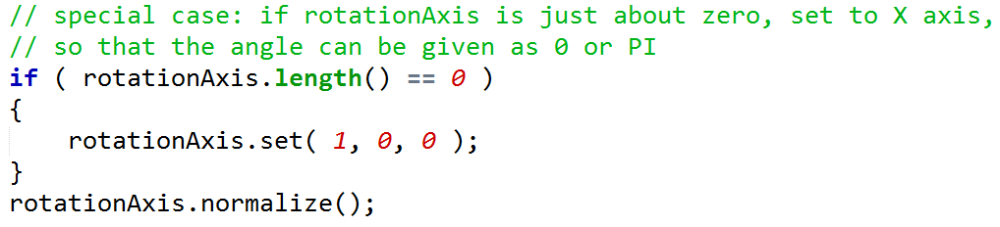 // special case: if rotationAxis is just about zero, set to X axis,
// so that the angle can be given as 0 or PI
if ( rotationAxis.length() == 0 )
{
    rotationAxis.set( 1, 0, 0 );
}
rotationAxis.normalize();